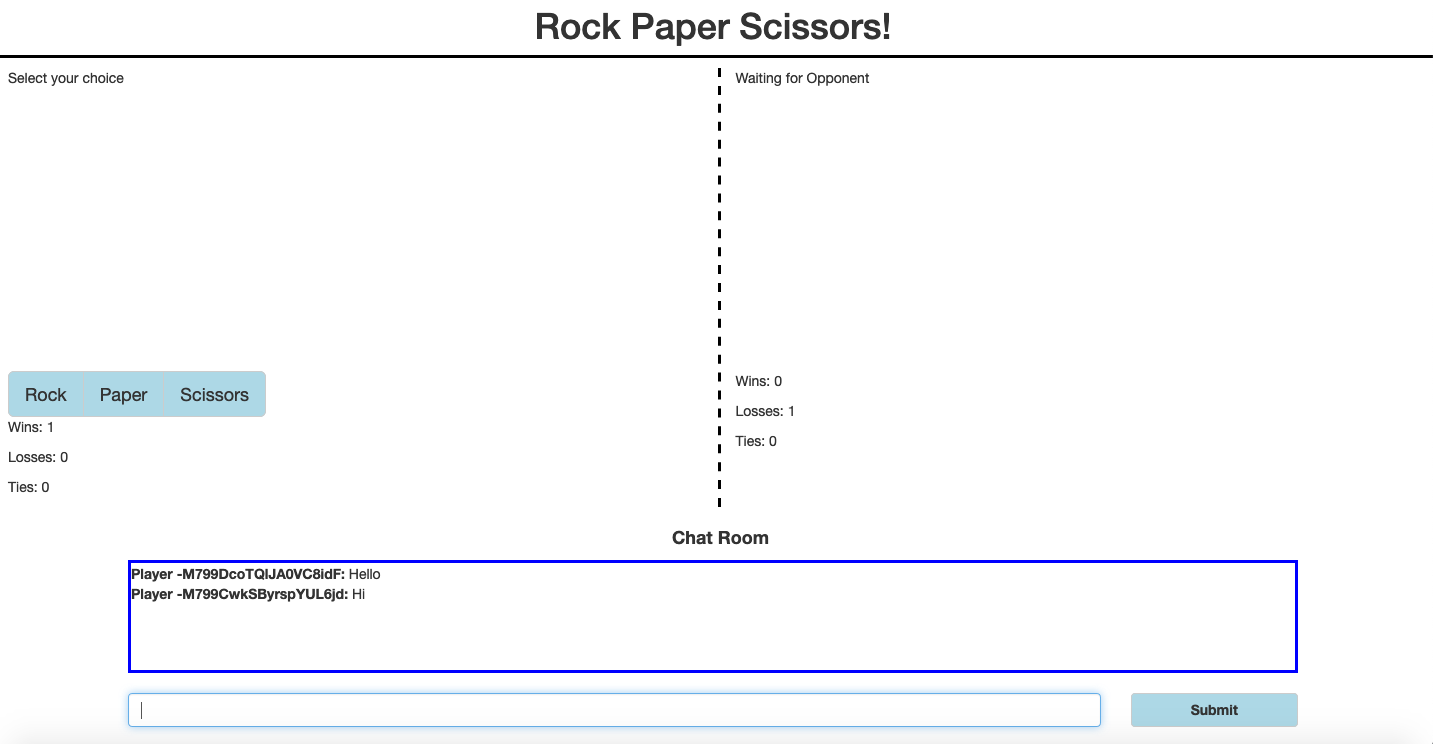 Rock Paper Scissors!
Select your choice
Waiting for Opponent
Rock Paper Scissors
Wins: 1
Losses: 0
Ties: 0
Wins: 0
Losses: 1
Ties: 0
Chat Room
Player -M799DcoTQIJA0VC8idF: Hello
Player -M799CwkSByrspYUL6jd: Hi
Submit